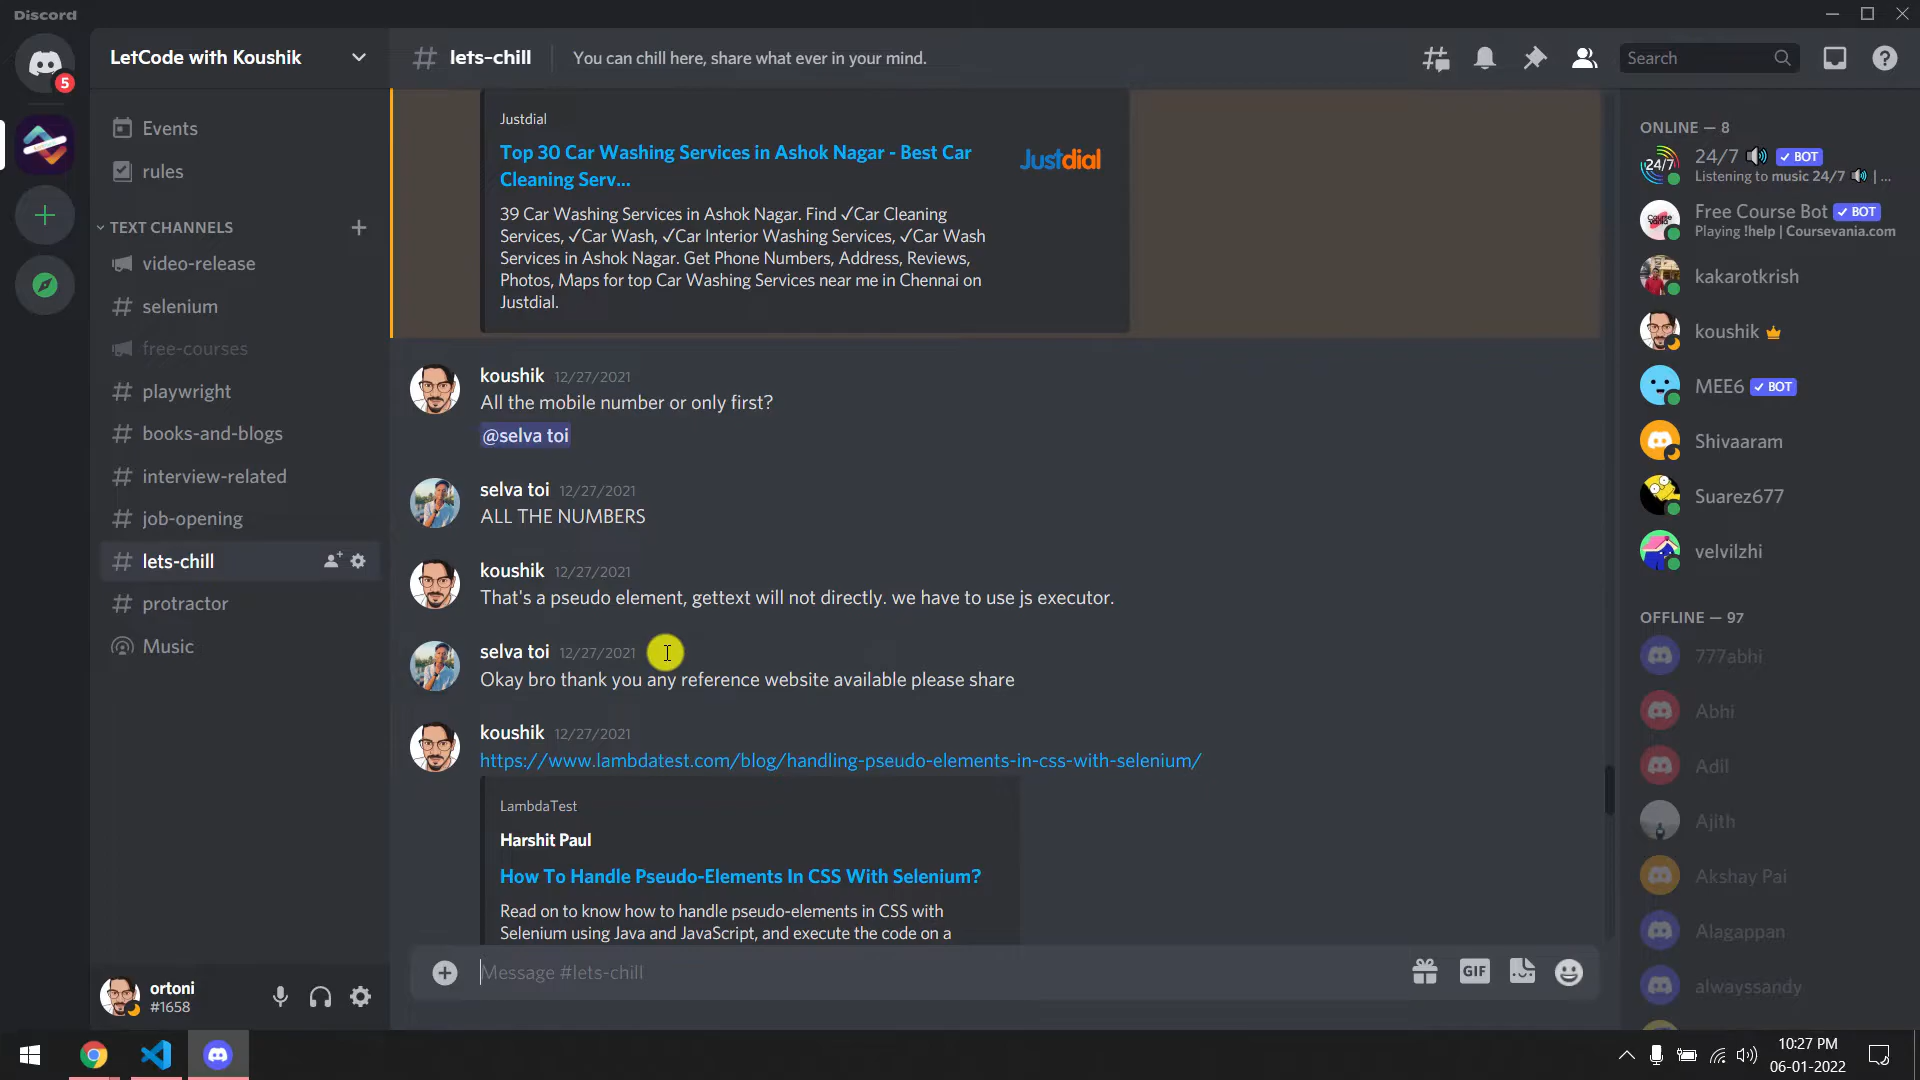 Discord
5
LetCode with Koushik
Events
rules
TEXT CHANNELS
video-release
selenium
free-courses
playwright
books-and-blogs
interview-related
job-opening
lets-chill
protractor
Music
ortoni
#1658
lets-chill
You can chill here, share what ever in your mind.
Search
Justdial
Top 30 Car Washing Services in Ashok Nagar - Best Car
Cleaning Serv...
Justdial
39 Car Washing Services in Ashok Nagar. Find ✓Car Cleaning
Services, ✓Car Wash, ✓Car Interior Washing Services, ✓Car Wash
Services in Ashok Nagar. Get Phone Numbers, Address, Reviews,
Photos, Maps for top Car Washing Services near me in Chennai on
Justdial.
koushik 12/27/2021
All the mobile number or only first?
@selva toi
selva toi 12/27/2021
ALL THE NUMBERS
koushik 12/27/2021
That's a pseudo element, gettext will not directly. we have to use js executor.
selva toi 12/27/2021
Okay bro thank you any reference website available please share
koushik 12/27/2021
https://www.lambdatest.com/blog/handling-pseudo-elements-in-css-with-selenium/
LambdaTest
Harshit Paul
How To Handle Pseudo-Elements In CSS With Selenium?
Read on to know how to handle pseudo-elements in CSS with
Selenium using Java and JavaScript, and execute the code on a
Message #lets-chill
GIF
ONLINE — 8
24/7
24/7 🔊 ✓ BOT
Listening to music 24/7 🔊 | ...
Free Course Bot ✓ BOT
Playing !help | Coursevania.com
kakarotkrish
koushik
MEE6 ✓ BOT
Shivaaram
Suarez677
velvilzhi
OFFLINE — 97
777abhi
Abhi
Adil
Ajith
Akshay Pai
Alagappan
alwayssandy
10:27 PM
06-01-2022